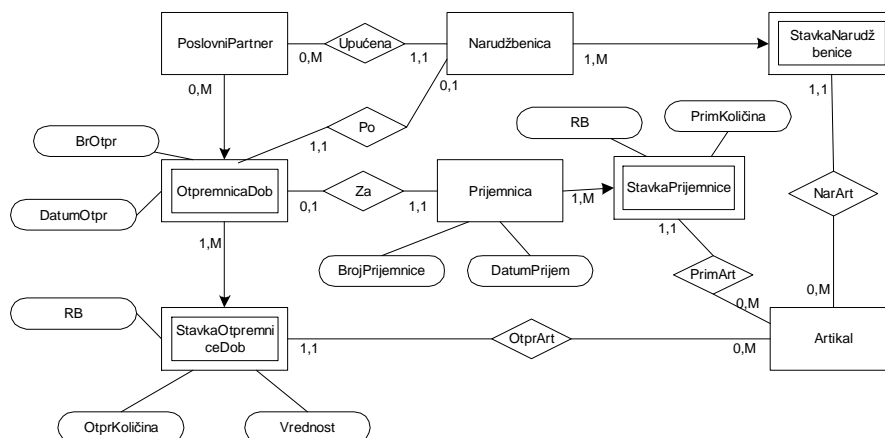 PoslovniPartner
0,M
Upućena
1,1
Narudžbenica
1,M
StavkaNarudž
benice
0,M
0,1
1,1
BrOtpr
Po
1,1
RB
PrimKoličina
OtpremnicaDob
0,1
Za
1,1
Prijemnica
1,M
StavkaPrijemnice
NarArt
DatumOtpr
1,M
1,1
BrojPrijemnice
DatumPrijem
PrimArt
0,M
0,M
RB
StavkaOtpremn
iceDob
1,1
OtprArt
0,M
Artikal
OtprKoličina
Vrednost